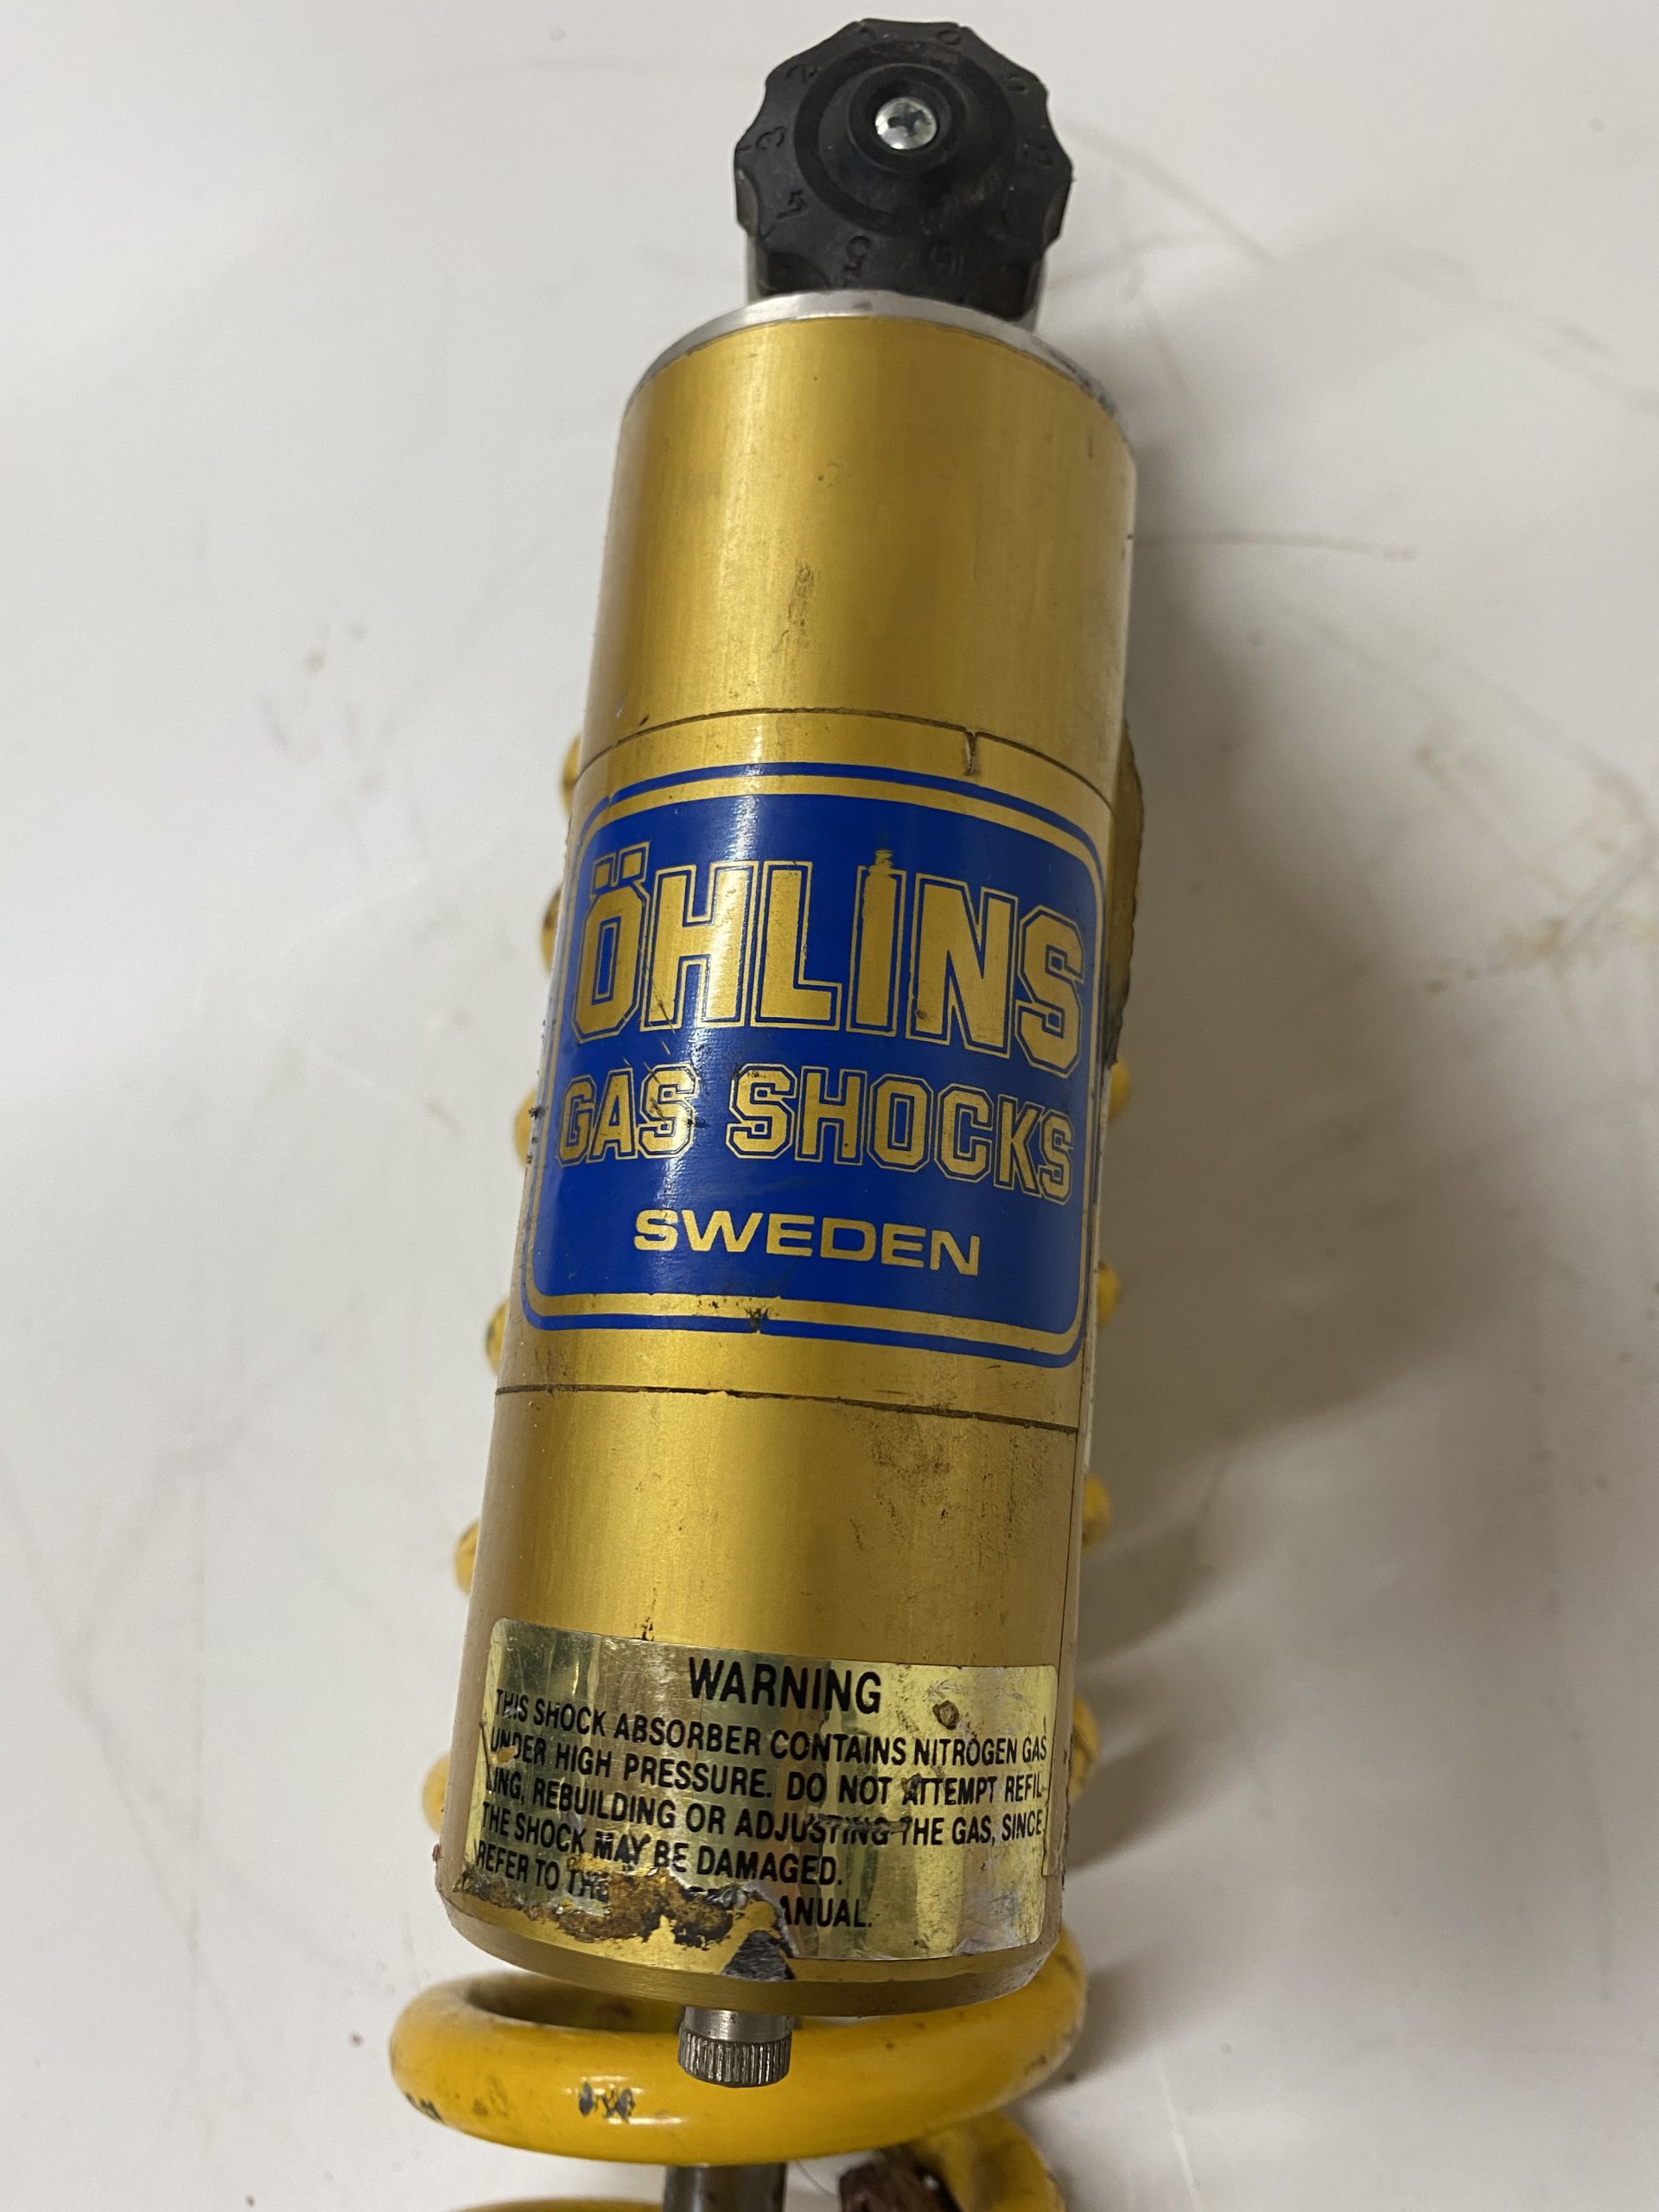 ÖHLINS
GAS SHOCKS
SWEDEN
WARNING
THIS SHOCK ABSORBER CONTAINS NITROGEN GAS
UNDER HIGH PRESSURE. DO NOT ATTEMPT REFIL-
LING, REBUILDING OR ADJUSTING THE GAS, SINCE
THE SHOCK MAY BE DAMAGED.
REFER TO THE